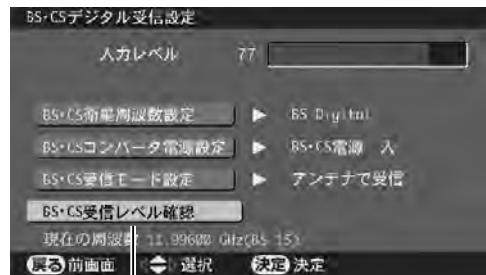 BS・CSデジタル受信設定
入力レベル 77
BS・CS衛星周波数設定 ▶ BS Digital
BS・CSコンバータ電源設定 ▶ BS・CS電源 入
BS・CS受信モード設定 ▶ アンテナで受信
BS・CS受信レベル確認
現在の周波数 11.99600 GHz(BS-15)
戻る 前画面 選択 決定 決定